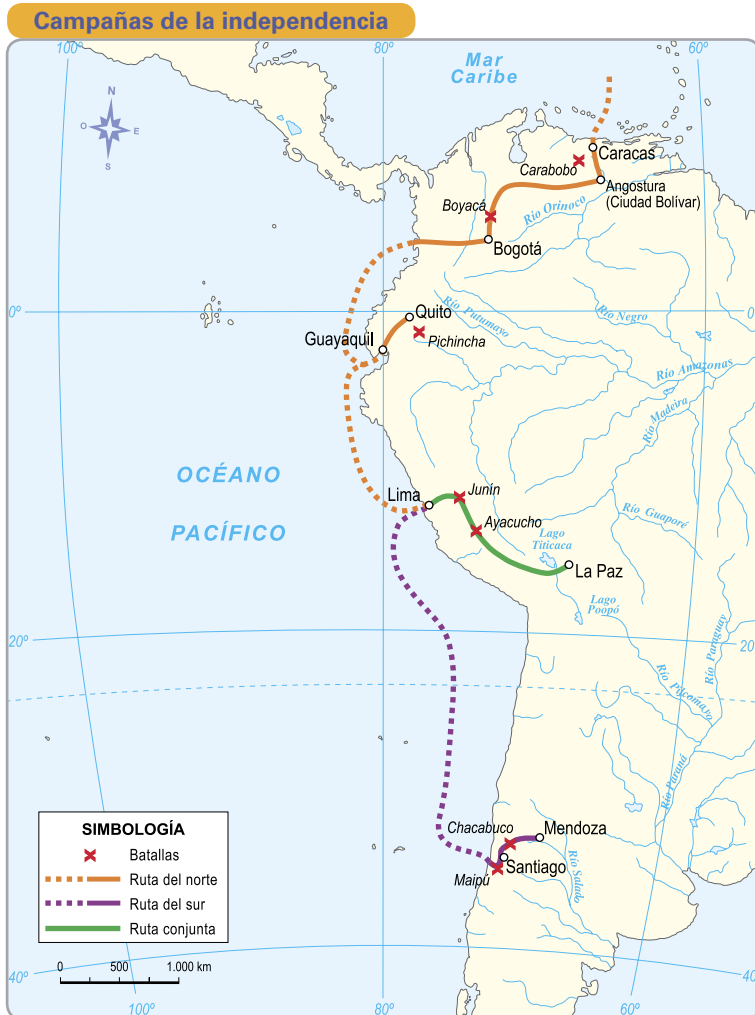 Campañas de la independencia
100º
80º
60º
Mar
Caribe
N
O
E
S
Caracas
Carabobo
Angostura
(Ciudad Bolívar)
Boyacá
Río Orinoco
Bogotá
0º
0
Quito
Río Putumayo
Río Negro
Guayaquil
Pichincha
Río Amazonas
Río Madeira
OCÉANO
PACÍFICO
Lima
Junín
Ayacucho
Río Guaporé
Lago
Titicaca
La Paz
Lago
Poopó
20º
20
Río Paraguay
Río Pilcomayo
Río Paraná
SIMBOLOGÍA
Batallas
Ruta del norte
Ruta del sur
Ruta conjunta
Chacabuco
Mendoza
Santiago
Maipú
Río Salado
0
500
1.000 km
40º
40
100º
80º
60º